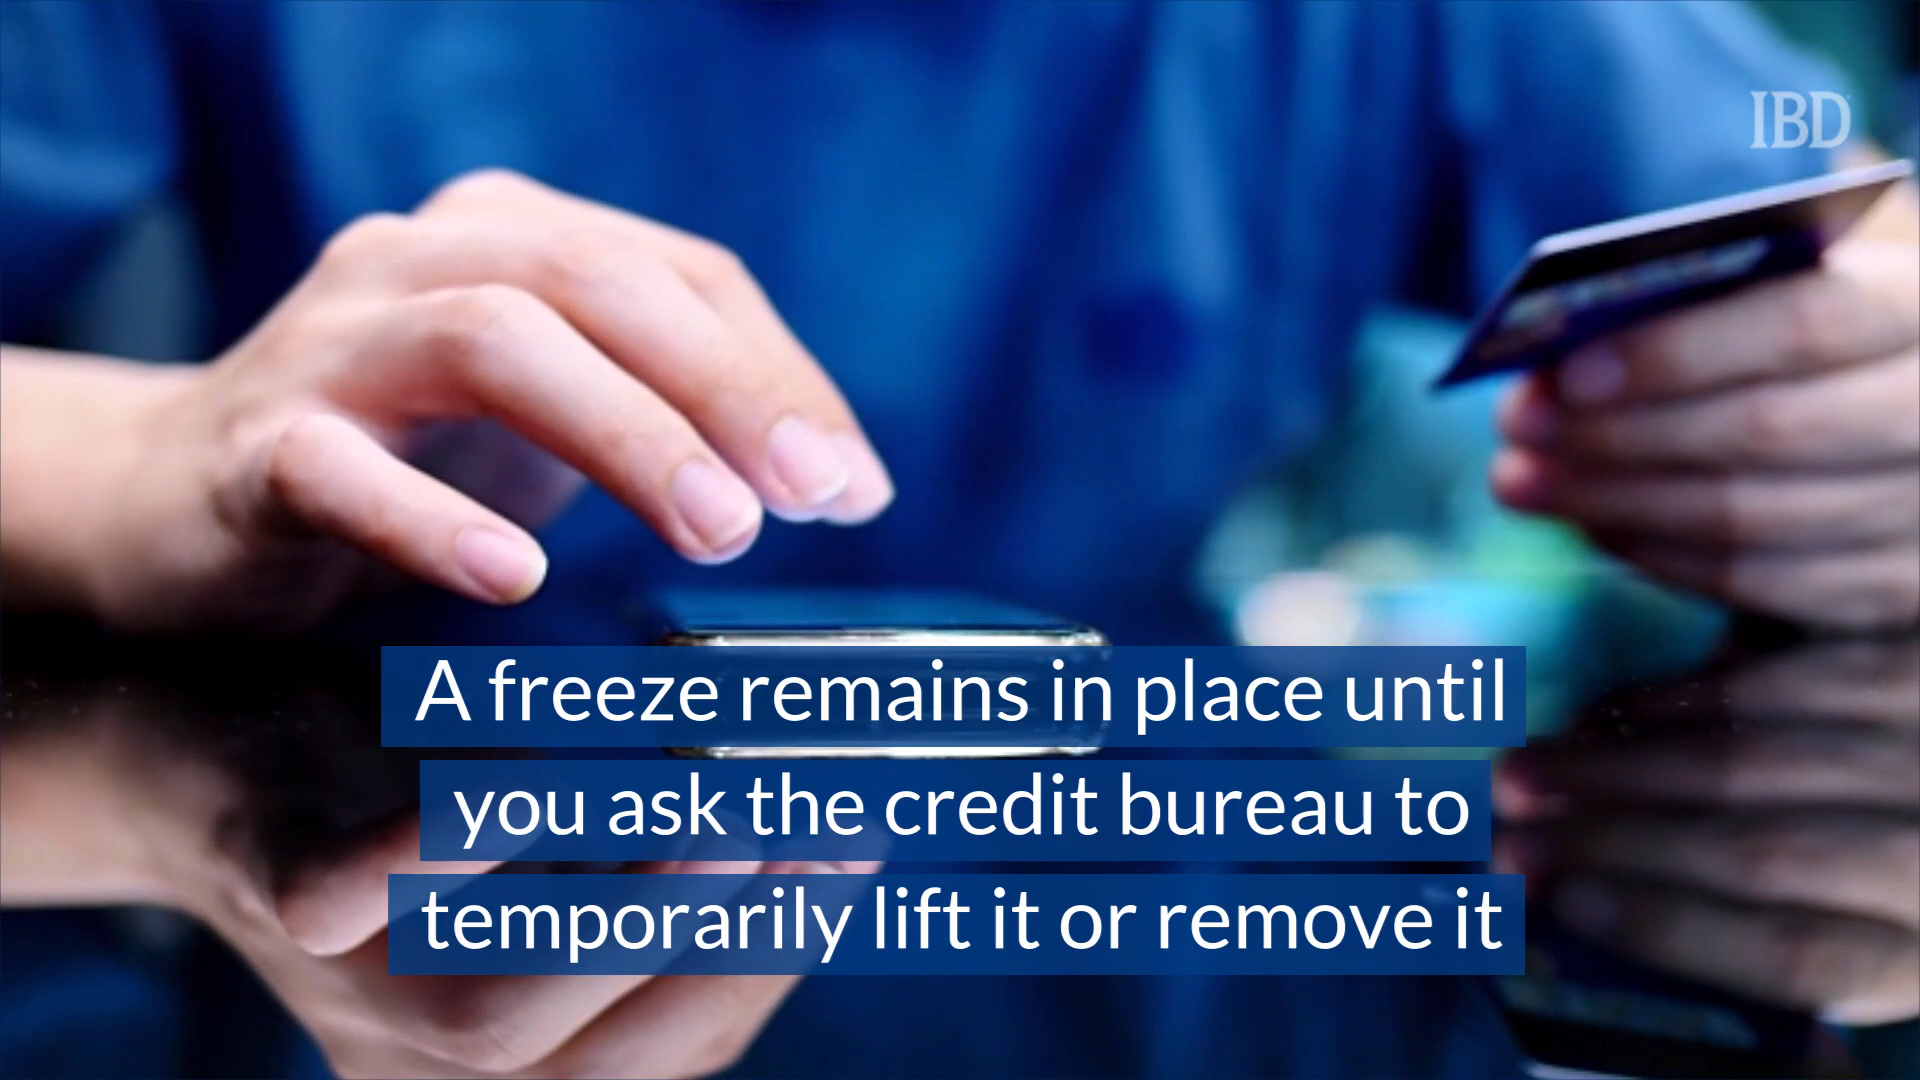 IBD
A freeze remains in place until
you ask the credit bureau to
temporarily lift it or remove it